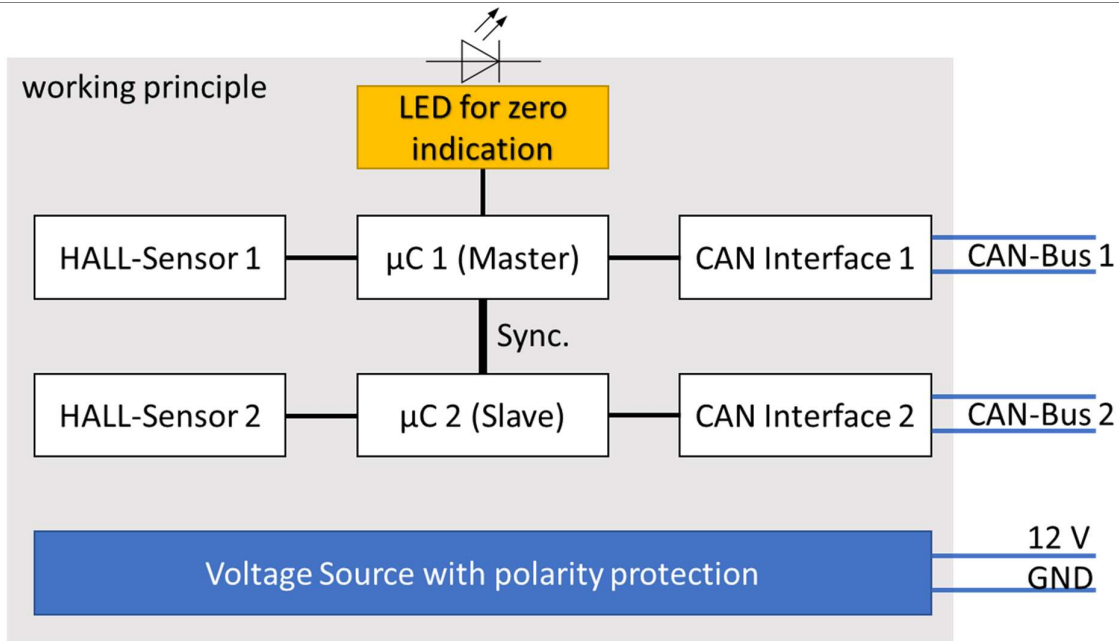 working principle
LED for zero
indication
HALL-Sensor 1
µC 1 (Master)
CAN Interface 1
CAN-Bus 1
Sync.
HALL-Sensor 2
µC 2 (Slave)
CAN Interface 2
CAN-Bus 2
Voltage Source with polarity protection
12 V
GND